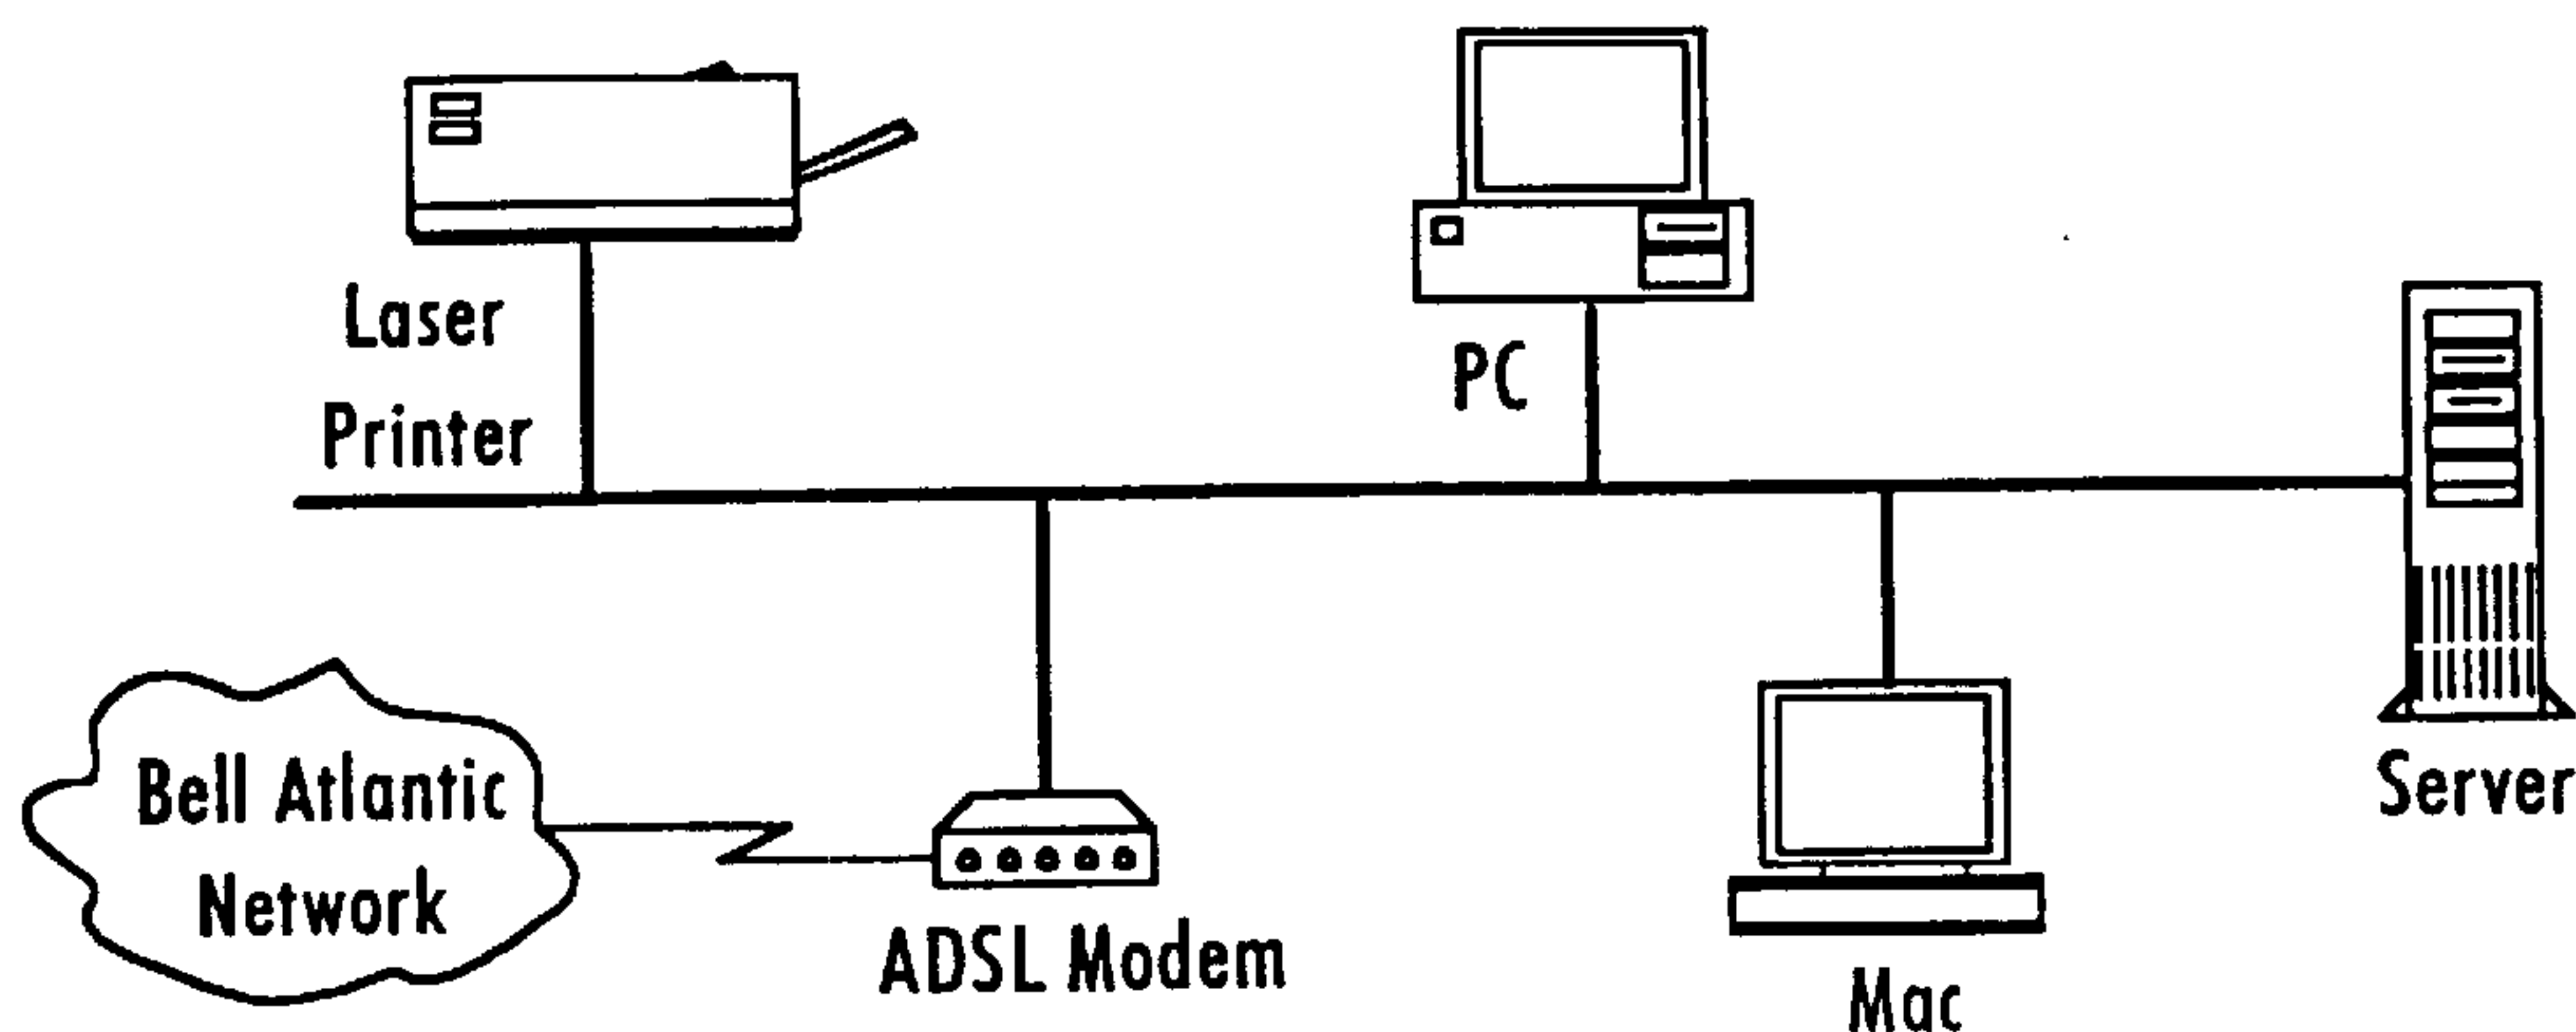 Laser
Printer
PC
Server
Bell Atlantic
Network
ADSL Modem
Mac